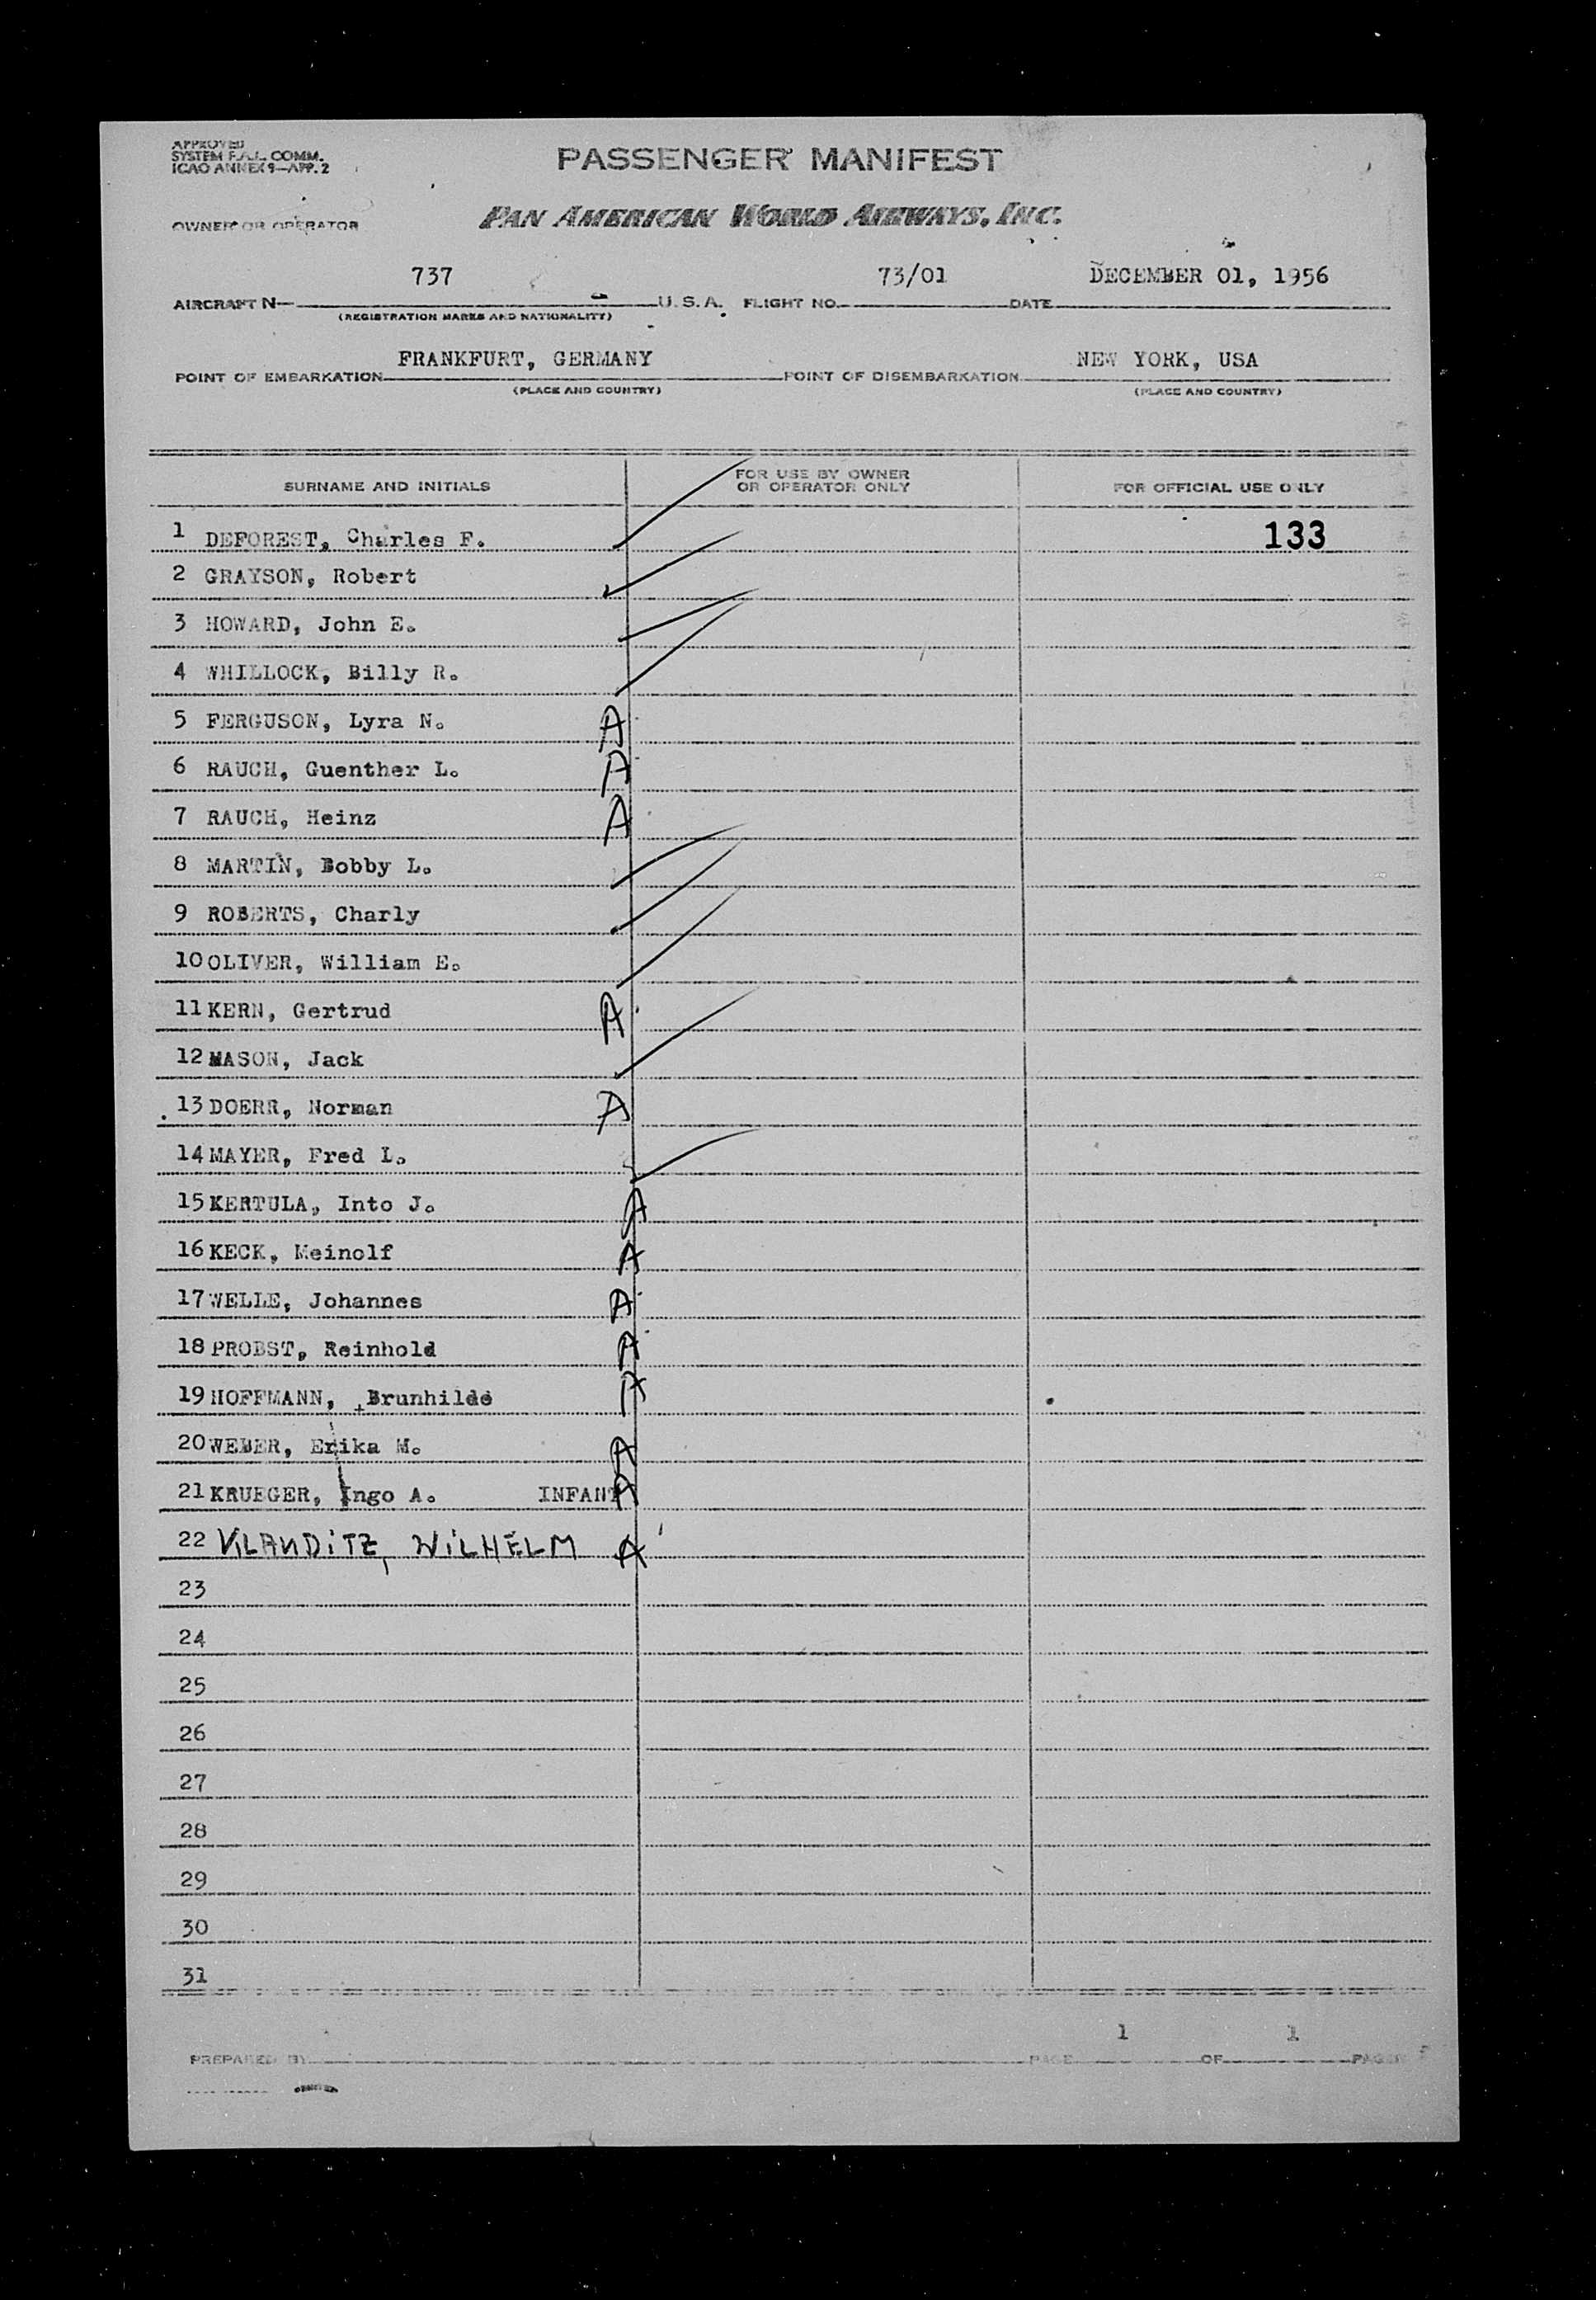 APPROVED
SYSTEM FAL. COMM.
ICAO ANNEX 9—APP. 2
PASSENGER MANIFEST
OWNER OR OPERATOR PAN AMERICAN WORLD AIRWAYS, INC.
737 73/01 DECEMBER 01, 1956
AIRCRAFT N— U. S. A. FLIGHT NO. DATE
(REGISTRATION MARKS AND NATIONALITY)
FRANKFURT, GERMANY NEW YORK, USA
POINT OF EMBARKATION POINT OF DISEMBARKATION
(PLACE AND COUNTRY) (PLACE AND COUNTRY)
SURNAME AND INITIALS FOR USE BY OWNER OR OPERATOR ONLY FOR OFFICIAL USE ONLY
1 DEFOREST, Charles F. 133
2 GRAYSON, Robert
3 HOWARD, John E.
4 WHILLOCK, Billy R.
5 FERGUSON, Lyra N. A
6 RAUCH, Guenther L. A
7 RAUCH, Heinz A
8 MARTIN, Bobby L.
9 ROBERTS, Charly
10 OLIVER, William E.
11 KERN, Gertrud A
12 MASON, Jack
13 DOERR, Norman A
14 MAYER, Fred L.
15 KERTULA, Into J. A
16 KECK, Meinolf A
17 WELLE, Johannes A
18 PROBST, Reinhold A
19 HOFFMANN, Brunhilde A
20 WEBER, Erika M. A
21 KRUEGER, Ingo A. INFANT A
22 WILHELM A
23
24
25
26
27
28
29
30
31
1 1
PREPARED BY PAGE OF PAGES